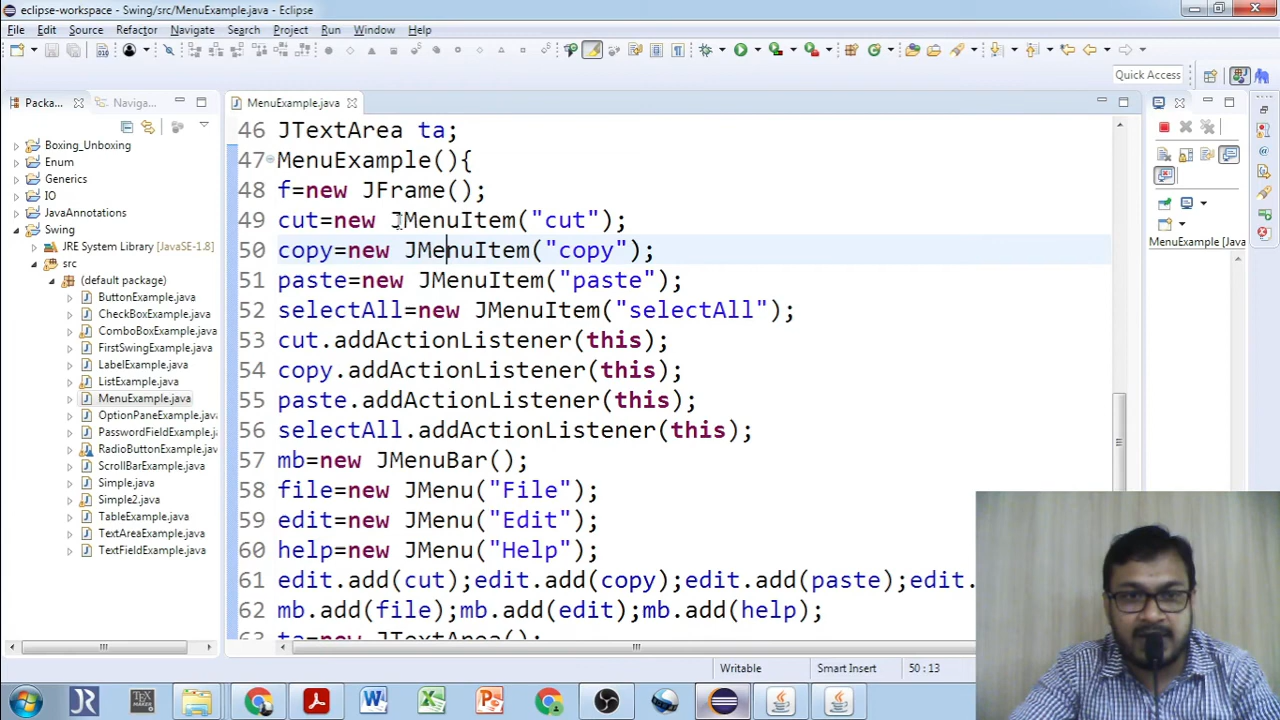 eclipse-workspace - Swing/src/MenuExample.java - Eclipse
File Edit Source Refactor Navigate Search Project Run Window Help
Quick Access
Packa...
Naviga...
MenuExample.java
Boxing_Unboxing
Enum
Generics
IO
JavaAnnotations
Swing
JRE System Library [JavaSE-1.8]
src
(default package)
ButtonExample.java
CheckBoxExample.java
ComboBoxExample.java
FirstSwingExample.java
LabelExample.java
ListExample.java
MenuExample.java
OptionPaneExample.java
PasswordFieldExample.j
RadioButtonExample.java
ScrollBarExample.java
Simple.java
Simple2.java
TableExample.java
TextAreaExample.java
TextFieldExample.java
46 JTextArea ta;
47 MenuExample(){
48 f=new JFrame();
49 cut=new JMenuItem("cut");
50 copy=new JMenuItem("copy");
51 paste=new JMenuItem("paste");
52 selectAll=new JMenuItem("selectAll");
53 cut.addActionListener(this);
54 copy.addActionListener(this);
55 paste.addActionListener(this);
56 selectAll.addActionListener(this);
57 mb=new JMenuBar();
58 file=new JMenu("File");
59 edit=new JMenu("Edit");
60 help=new JMenu("Help");
61 edit.add(cut);edit.add(copy);edit.add(paste);edit.
62 mb.add(file);mb.add(edit);mb.add(help);
63 ta=new JTextArea();
MenuExample [Java
Writable
Smart Insert
50 : 13